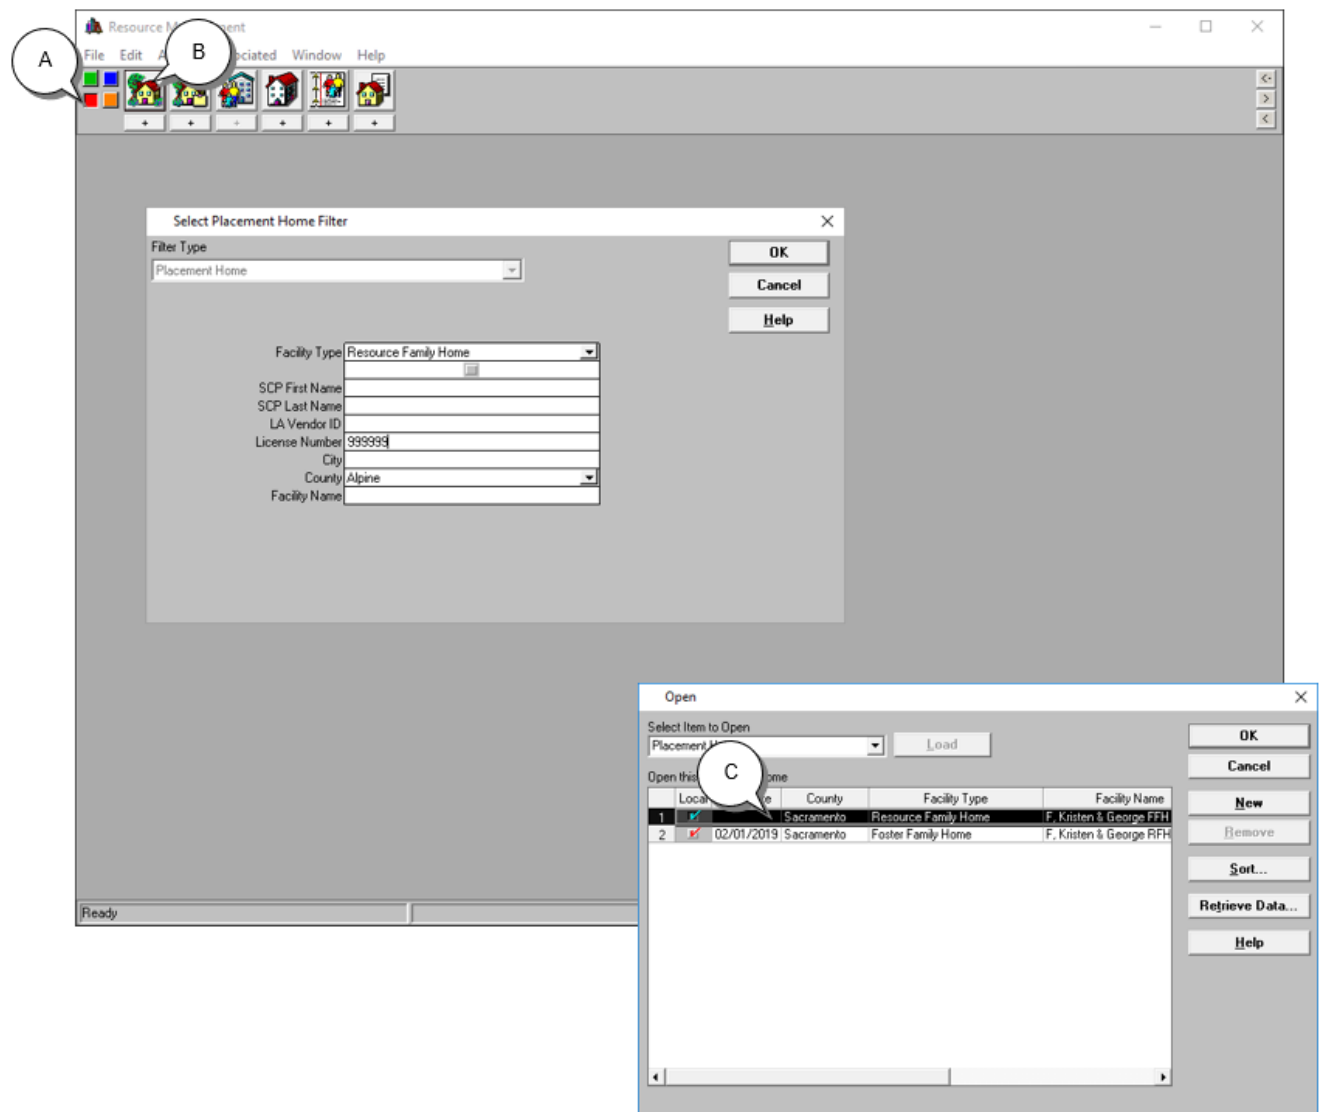 A
B
Resource M ment
File Edit A ociated Window Help
+ + + + + +
Select Placement Home Filter
Filter Type
Placement Home
OK
Cancel
Help
Facility Type Resource Family Home
SCP First Name
SCP Last Name
LA Vendor ID
License Number 999999
City
County Alpine
Facility Name
Ready
Open
Select Item to Open
Placement H
Load
C
Open this ome
Local e County Facility Type Facility Name
1 Sacramento Resource Family Home F, Kristen & George FFH
2 02/01/2019 Sacramento Foster Family Home F, Kristen & George RFH
OK
Cancel
New
Remove
Sort...
Retrieve Data...
Help